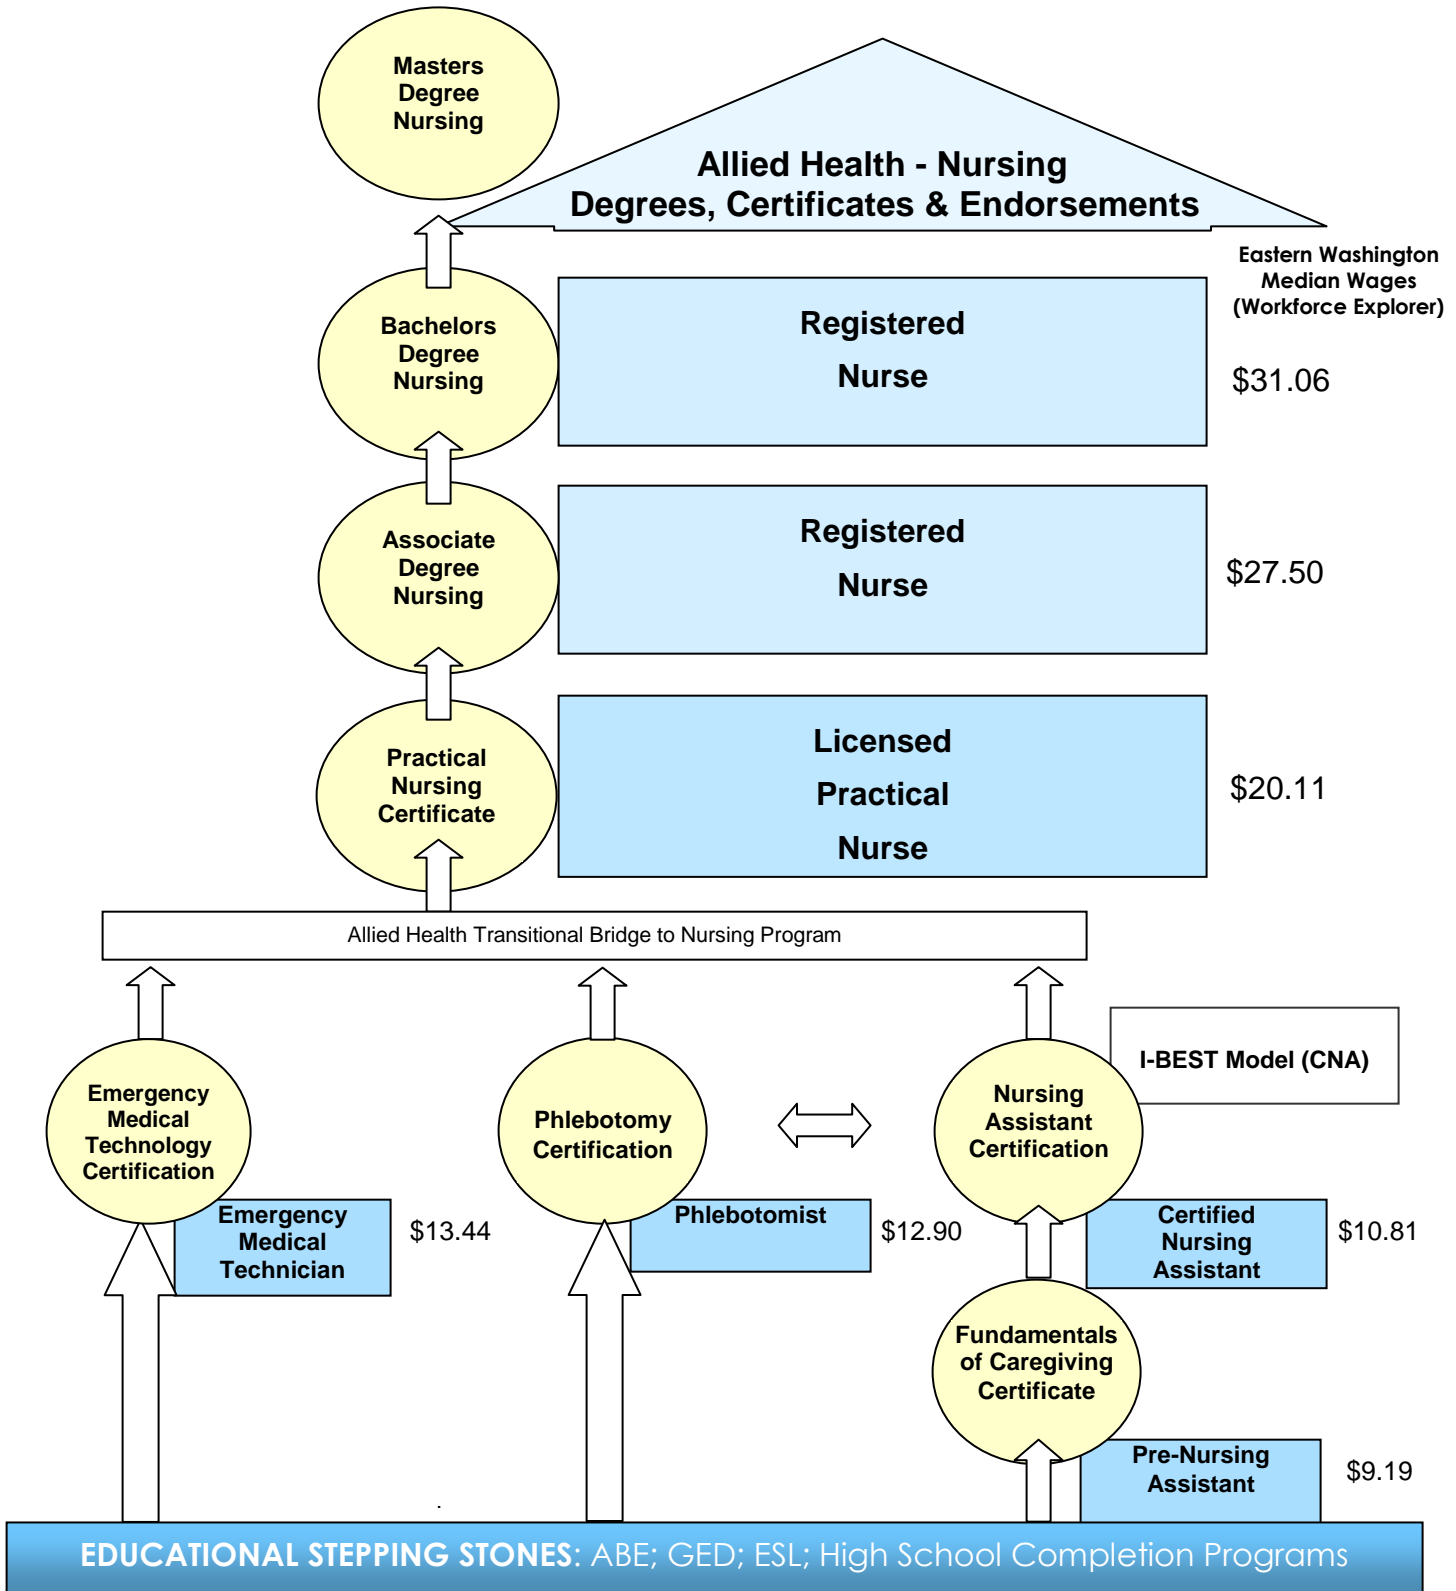 Masters
Degree
Nursing
Allied Health - Nursing
Degrees, Certificates & Endorsements
Eastern Washington
Median Wages
(Workforce Explorer)
Bachelors
Degree
Nursing
Registered
Nurse
$31.06
Associate
Degree
Nursing
Registered
Nurse
$27.50
Practical
Nursing
Certificate
Licensed
Practical
Nurse
$20.11
Allied Health Transitional Bridge to Nursing Program
I-BEST Model (CNA)
Emergency
Medical
Technology
Certification
Phlebotomy
Certification
Nursing
Assistant
Certification
Emergency
Medical
Technician
$13.44
Phlebotomist
$12.90
Certified
Nursing
Assistant
$10.81
Fundamentals
of Caregiving
Certificate
Pre-Nursing
Assistant
$9.19
EDUCATIONAL STEPPING STONES: ABE; GED; ESL; High School Completion Programs